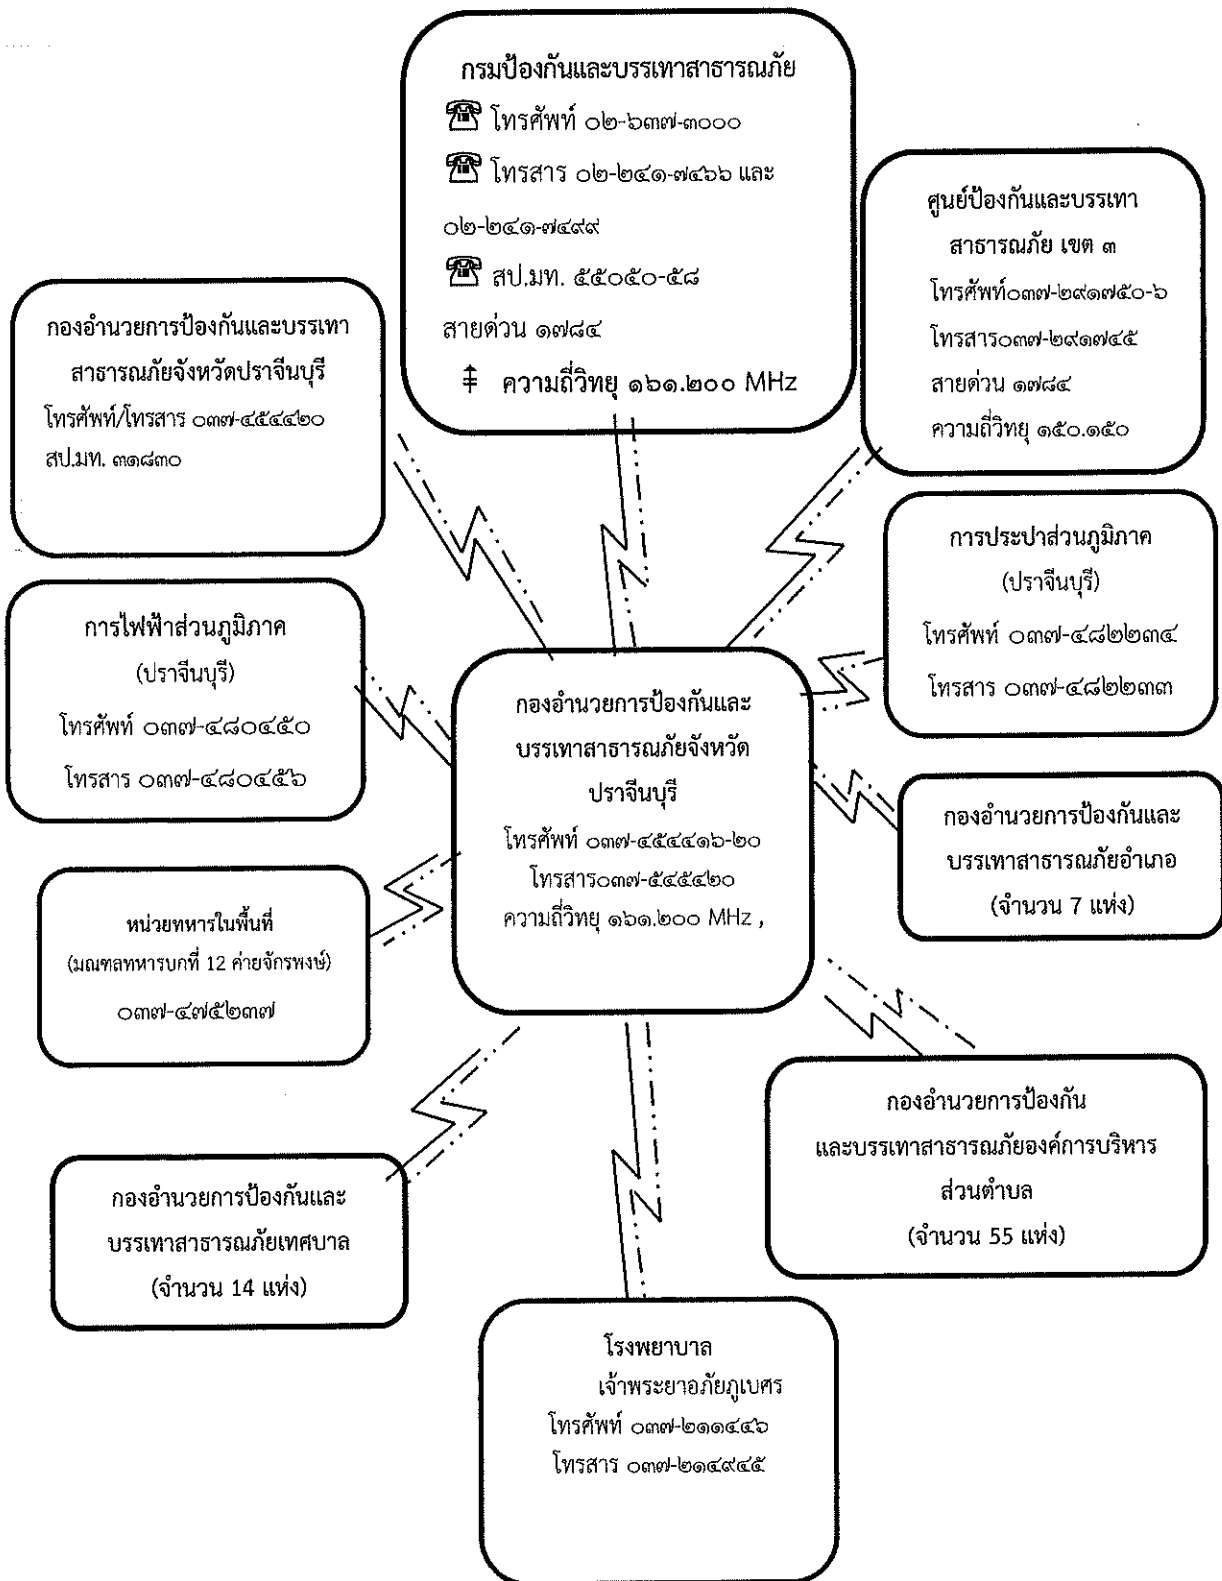 กรมป้องกันและบรรเทาสาธารณภัย
โทรศัพท์ ๐๒-๖๓๗-๓๐๐๐
โทรสาร ๐๒-๒๔๑-๗๔๖๖ และ
๐๒-๒๔๑-๗๔๙๙
สป.มท. ๕๕๐๕๐-๕๘
สายด่วน ๑๗๘๔
ความถี่วิทยุ ๑๖๑.๒๐๐ MHz
ศูนย์ป้องกันและบรรเทา
สาธารณภัย เขต ๓
โทรศัพท์๐๓๗-๒๙๑๗๕๐-๖
โทรสาร๐๓๗-๒๙๑๗๔๕
สายด่วน ๑๗๘๔
ความถี่วิทยุ ๑๕๐.๑๕๐
กองอำนวยการป้องกันและบรรเทา
สาธารณภัยจังหวัดปราจีนบุรี
โทรศัพท์/โทรสาร ๐๓๗-๔๕๔๔๒๐
สป.มท. ๓๑๘๓๐
การประปาส่วนภูมิภาค
(ปราจีนบุรี)
โทรศัพท์ ๐๓๗-๔๘๒๒๓๔
โทรสาร ๐๓๗-๔๘๒๒๓๓
การไฟฟ้าส่วนภูมิภาค
(ปราจีนบุรี)
โทรศัพท์ ๐๓๗-๔๘๐๔๕๐
โทรสาร ๐๓๗-๔๘๐๔๕๖
กองอำนวยการป้องกันและ
บรรเทาสาธารณภัยจังหวัด
ปราจีนบุรี
โทรศัพท์ ๐๓๗-๔๕๔๔๑๖-๒๐
โทรสาร๐๓๗-๕๔๕๔๒๐
ความถี่วิทยุ ๑๖๑.๒๐๐ MHz ,
กองอำนวยการป้องกันและ
บรรเทาสาธารณภัยอำเภอ
(จำนวน 7 แห่ง)
หน่วยทหารในพื้นที่
(มณฑลทหารบกที่ 12 ค่ายจักรพงษ์)
๐๓๗-๔๗๕๒๓๗
กองอำนวยการป้องกัน
และบรรเทาสาธารณภัยองค์การบริหาร
ส่วนตำบล
(จำนวน 55 แห่ง)
กองอำนวยการป้องกันและ
บรรเทาสาธารณภัยเทศบาล
(จำนวน 14 แห่ง)
โรงพยาบาล
เจ้าพระยาอภัยภูเบศร
โทรศัพท์ ๐๓๗-๒๑๑๔๔๖
โทรสาร ๐๓๗-๒๑๔๙๔๕